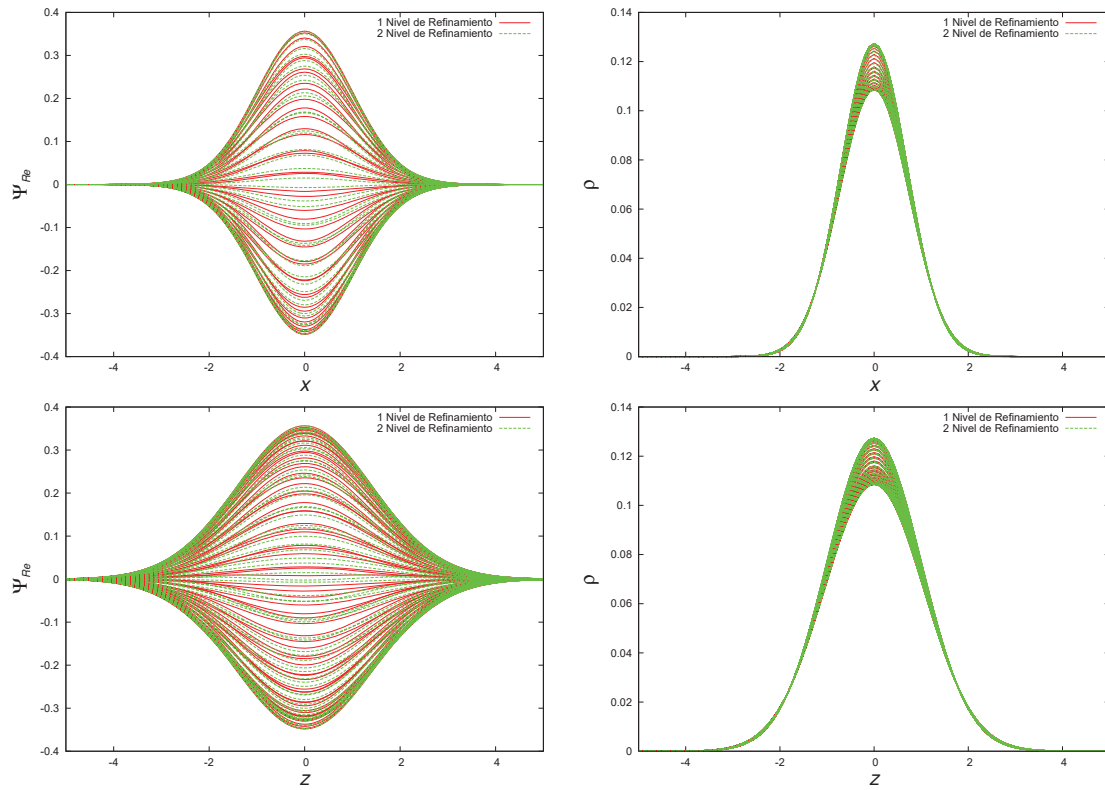 0.4
0.3
0.2
0.1
0
-0.1
-0.2
-0.3
-0.4
Ψ_Re
1 Nivel de Refinamiento
2 Nivel de Refinamiento
-4 -2 0 2 4
x
0.14
0.12
0.1
0.08
0.06
0.04
0.02
0
ρ
1 Nivel de Refinamiento
2 Nivel de Refinamiento
-4 -2 0 2 4
x
0.4
0.3
0.2
0.1
0
-0.1
-0.2
-0.3
-0.4
Ψ_Re
1 Nivel de Refinamiento
2 Nivel de Refinamiento
-4 -2 0 2 4
z
0.14
0.12
0.1
0.08
0.06
0.04
0.02
0
ρ
1 Nivel de Refinamiento
2 Nivel de Refinamiento
-4 -2 0 2 4
z